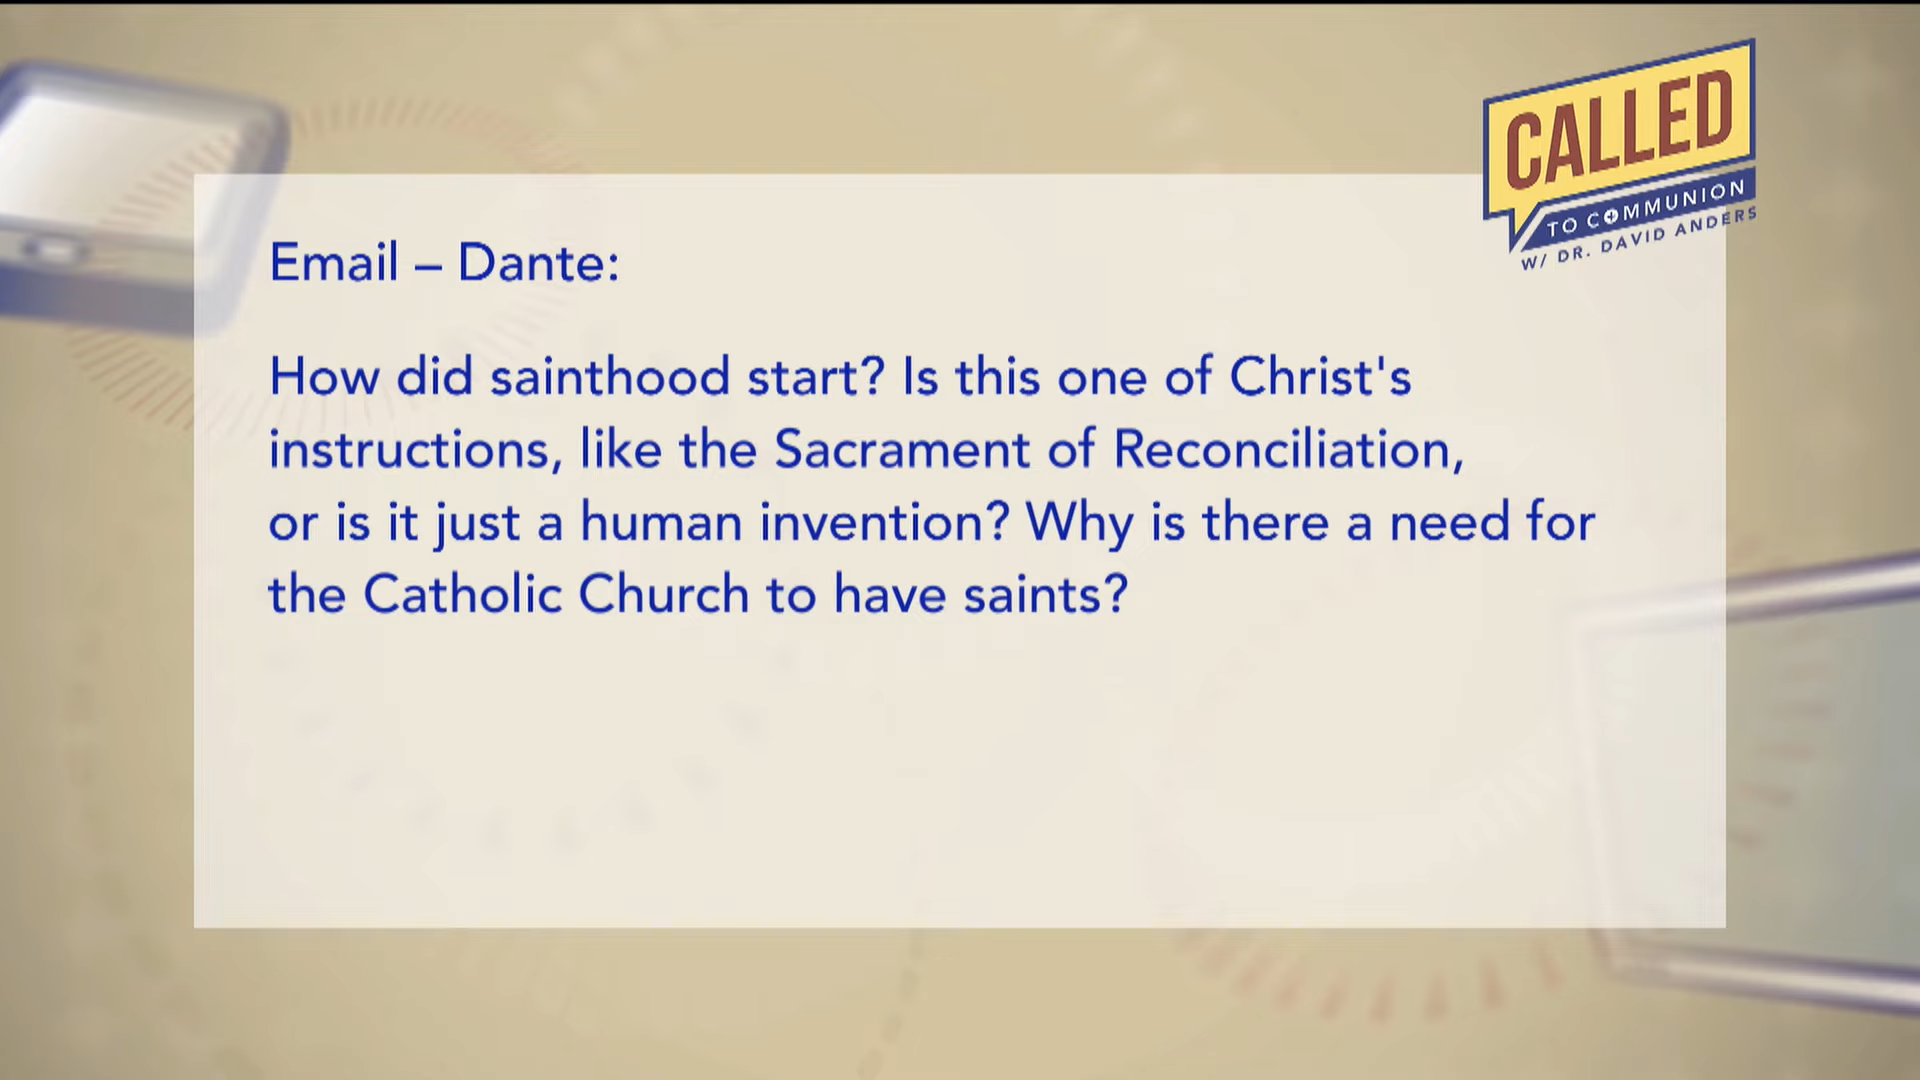 CALLED
TO COMMUNION
W/ DR. DAVID ANDERS
Email – Dante:
How did sainthood start? Is this one of Christ's
instructions, like the Sacrament of Reconciliation,
or is it just a human invention? Why is there a need for
the Catholic Church to have saints?